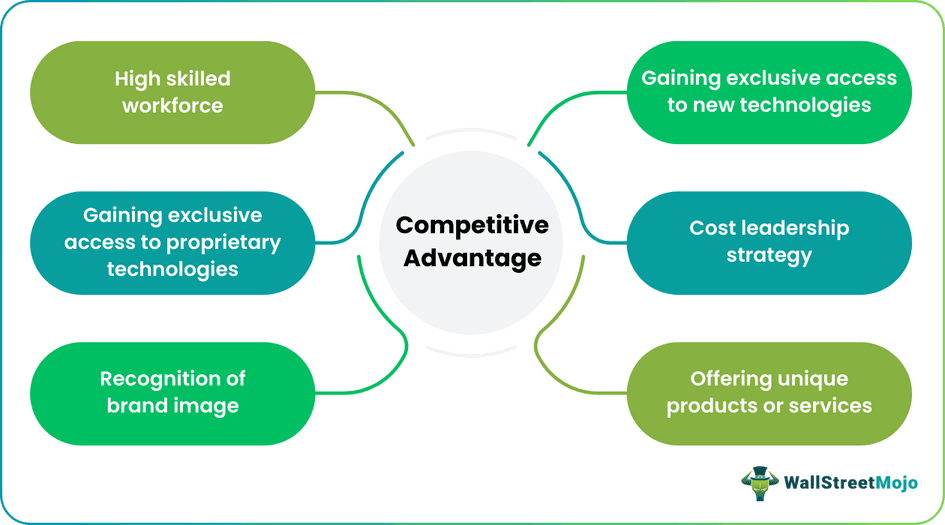 High skilled
workforce
Gaining exclusive
access to proprietary
technologies
Recognition of
brand image
Competitive
Advantage
Gaining exclusive access
to new technologies
Cost leadership
strategy
Offering unique
products or services
WallStreetMojo